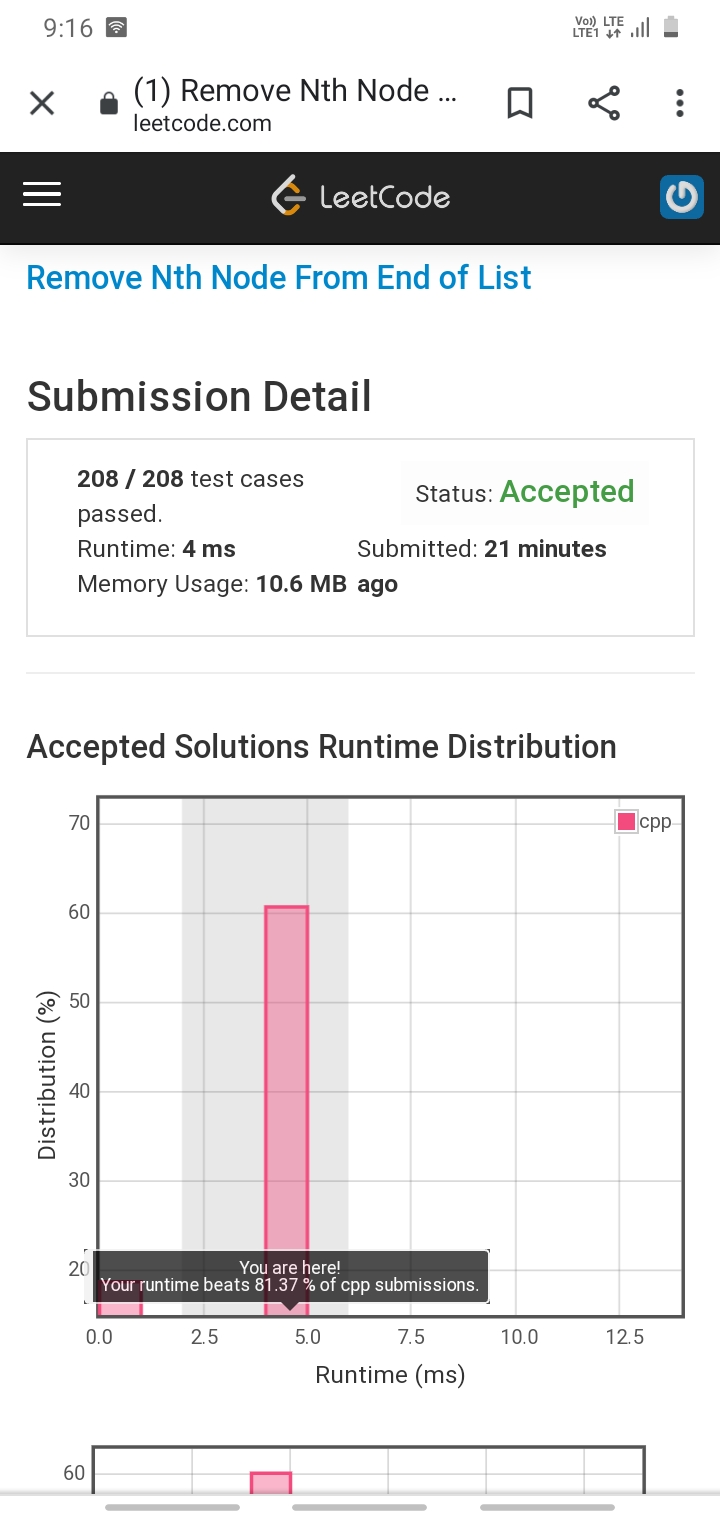 9:16
Vo)) LTE
LTE1
(1) Remove Nth Node ...
leetcode.com
LeetCode
Remove Nth Node From End of List
Submission Detail
208 / 208 test cases
passed.
Status: Accepted
Runtime: 4 ms
Submitted: 21 minutes
ago
Memory Usage: 10.6 MB
Accepted Solutions Runtime Distribution
cpp
70
60
50
40
30
20
Distribution (%)
You are here!
Your runtime beats 81.37 % of cpp submissions.
0.0 2.5 5.0 7.5 10.0 12.5
Runtime (ms)
60